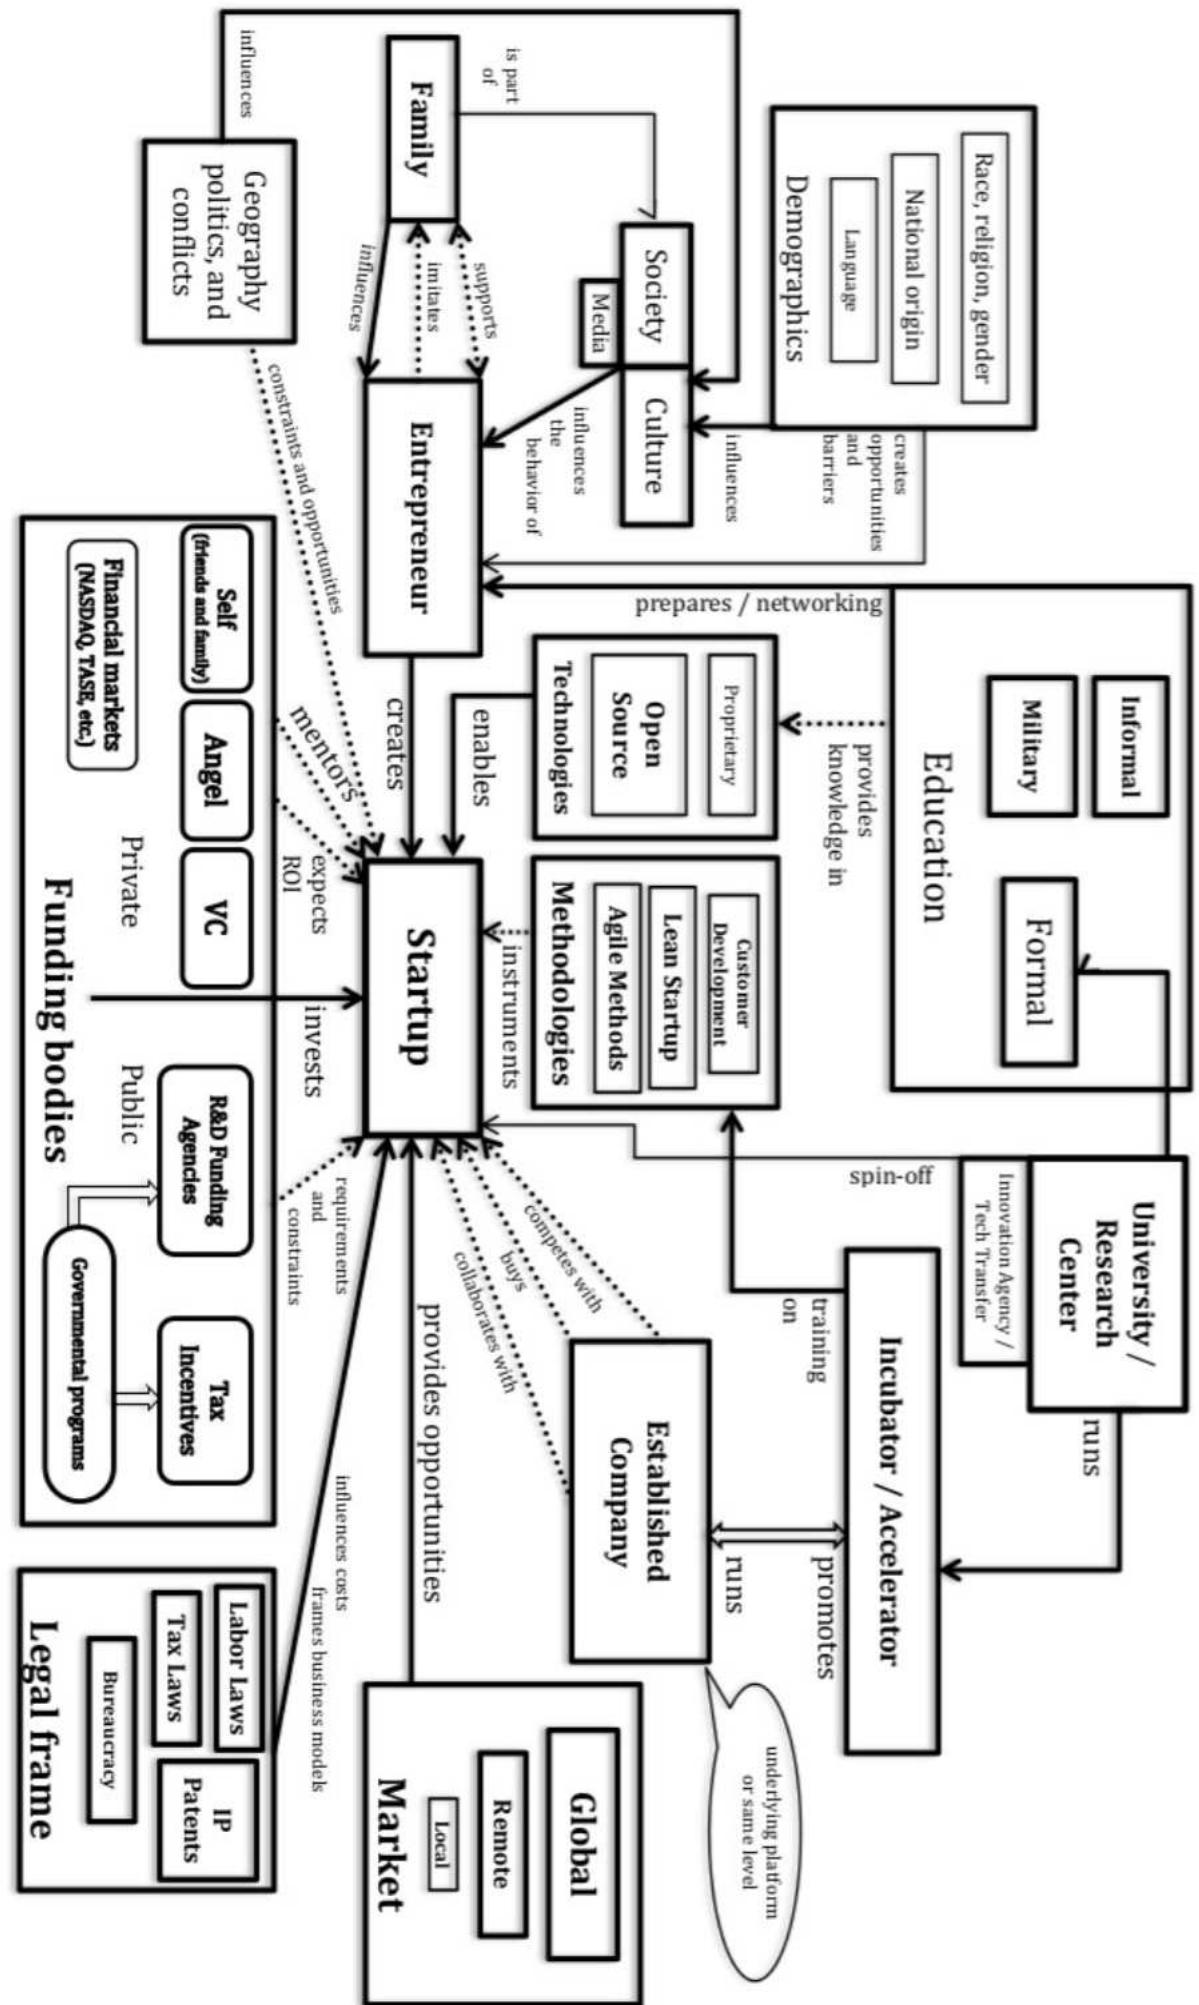 Race, religion, gender
National origin
Language
Demographics
creates
opportunities
and
barriers
influences
is part
of
Society
Culture
Media
influences
the
behavior of
Family
supports
imitates
influences
Entrepreneur
influences
Geography
politics, and
conflicts
constraints and opportunities
Informal
Military
Formal
Education
prepares / networking
provides
knowledge in
Proprietary
Open
Source
Technologies
enables
creates
Customer
Development
Lean Startup
Agile Methods
Methodologies
instruments
Startup
University /
Research
Center
Innovation Agency /
Tech Transfer
spin-off
runs
Incubator / Accelerator
training
on
promotes
runs
Established
Company
underlying platform
or same level
competes with
buys
collaborates with
Global
Remote
Local
Market
provides opportunities
mentors
expects
ROI
invests
requirements
and
constraints
influences costs
frames business models
Self
(friends and family)
Angel
VC
Financial markets
(NASDAQ, TASE, etc.)
Private
R&D Funding
Agencies
Tax
Incentives
Public
Governmental programs
Funding bodies
Labor Laws
Tax Laws
IP
Patents
Bureaucracy
Legal frame